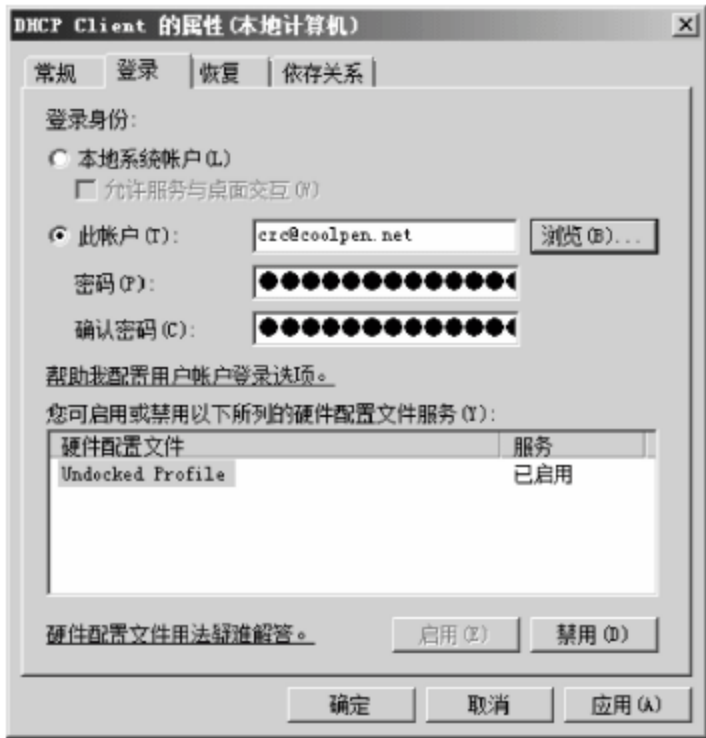 DHCP Client 的属性(本地计算机)
常规 登录 恢复 依存关系
登录身份:
本地系统帐户(L)
允许服务与桌面交互(W)
此帐户(T): czc@coolpen.net 浏览(B)...
密码(P): ●●●●●●●●●●●●●
确认密码(C): ●●●●●●●●●●●●●
帮助我配置用户帐户登录选项。
您可启用或禁用以下所列的硬件配置文件服务(Y):
硬件配置文件 服务
Undocked Profile 已启用
硬件配置文件用法疑难解答。 启用(E) 禁用(D)
确定 取消 应用(A)